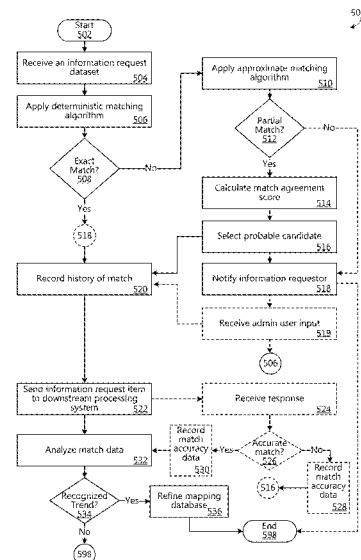 50
Start
502
Receive an information request
dataset
504
Apply deterministic matching
algorithm
506
Exact
Match?
508
No
Yes
518
Apply approximate matching
algorithm
510
Partial
Match?
512
No
Yes
Calculate match agreement
score
514
Select probable candidate
516
Record history of match
520
Notify information requestor
518
Receive admin user input
519
506
Send information request item
to downstream processing
system
522
Receive response
524
Accurate
match?
526
Yes
No
Record
match
accuracy
data
530
Record
match
accuracy
data
528
516
Analyze match data
532
Recognized
Trend?
534
Yes
No
Refine mapping
database
536
End
598
598